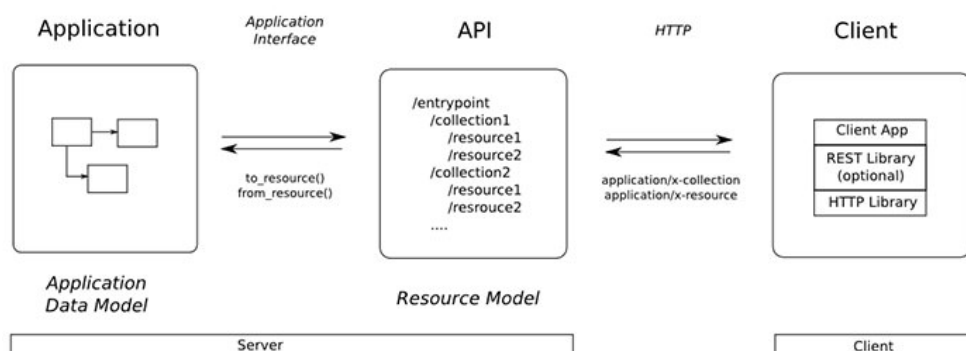 Application
Application
Interface
API
HTTP
Client
/entrypoint
/collection1
/resource1
/resource2
/collection2
/resource1
/resrouce2
....
to_resource()
from_resource()
application/x-collection
application/x-resource
Client App
REST Library
(optional)
HTTP Library
Application
Data Model
Resource Model
Server
Client